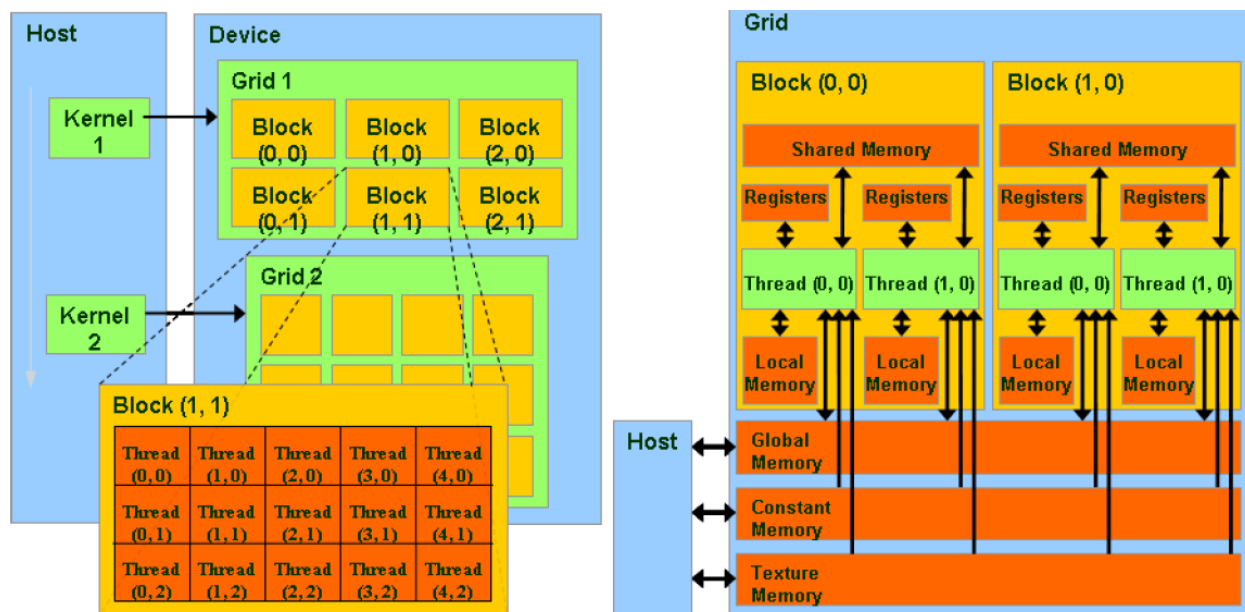 Host
Device
Grid 1
Kernel
1
Block
(0, 0)
Block
(1, 0)
Block
(2, 0)
Block
(0, 1)
Block
(1, 1)
Block
(2, 1)
Grid 2
Kernel
2
Block (1, 1)
Thread
(0, 0)
Thread
(1, 0)
Thread
(2, 0)
Thread
(3, 0)
Thread
(4, 0)
Thread
(0, 1)
Thread
(1, 1)
Thread
(2, 1)
Thread
(3, 1)
Thread
(4, 1)
Thread
(0, 2)
Thread
(1, 2)
Thread
(2, 2)
Thread
(3, 2)
Thread
(4, 2)
Grid
Block (0, 0)
Shared Memory
Registers
Registers
Thread (0, 0)
Thread (1, 0)
Local
Memory
Local
Memory
Block (1, 0)
Shared Memory
Registers
Registers
Thread (0, 0)
Thread (1, 0)
Local
Memory
Local
Memory
Host
Global
Memory
Constant
Memory
Texture
Memory